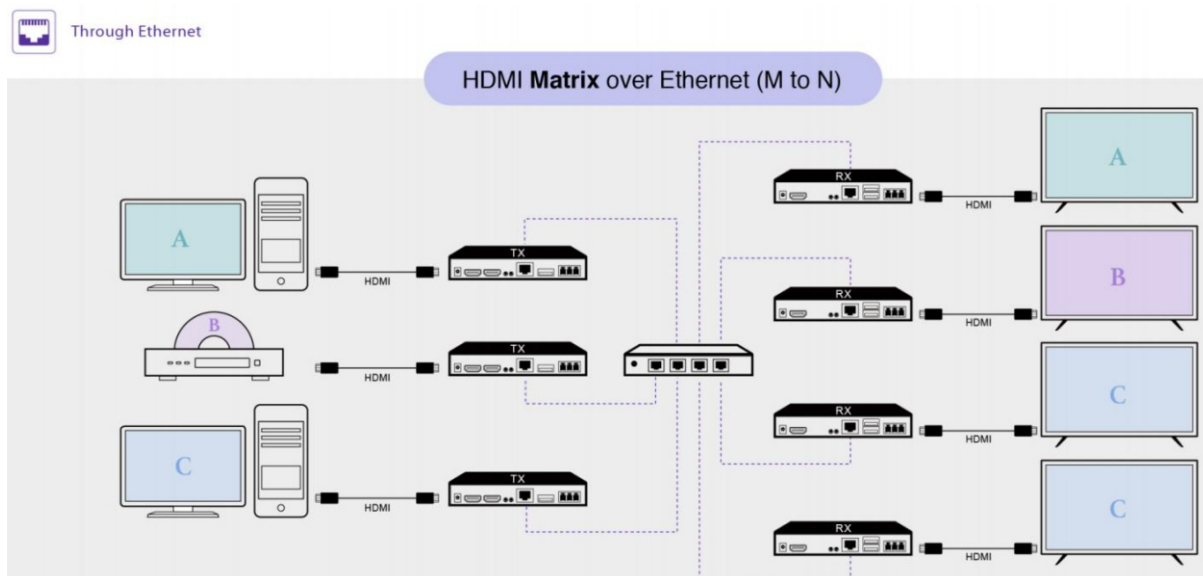 Through Ethernet
HDMI Matrix over Ethernet (M to N)
A
HDMI
TX
RX
HDMI
A
B
HDMI
TX
RX
HDMI
B
C
HDMI
TX
RX
HDMI
C
RX
HDMI
C